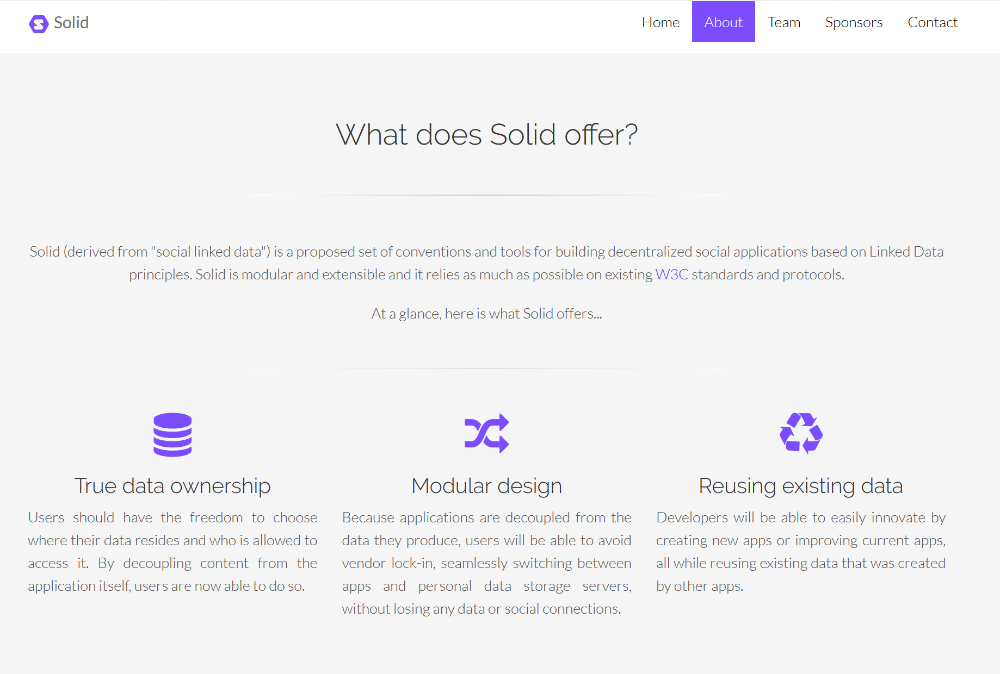 Solid
Home About Team Sponsors Contact
What does Solid offer?
Solid (derived from "social linked data") is a proposed set of conventions and tools for building decentralized social applications based on Linked Data
principles. Solid is modular and extensible and it relies as much as possible on existing W3C standards and protocols.
At a glance, here is what Solid offers...
True data ownership
Users should have the freedom to choose
where their data resides and who is allowed to
access it. By decoupling content from the
application itself, users are now able to do so.
Modular design
Because applications are decoupled from the
data they produce, users will be able to avoid
vendor lock-in, seamlessly switching between
apps and personal data storage servers,
without losing any data or social connections.
Reusing existing data
Developers will be able to easily innovate by
creating new apps or improving current apps,
all while reusing existing data that was created
by other apps.